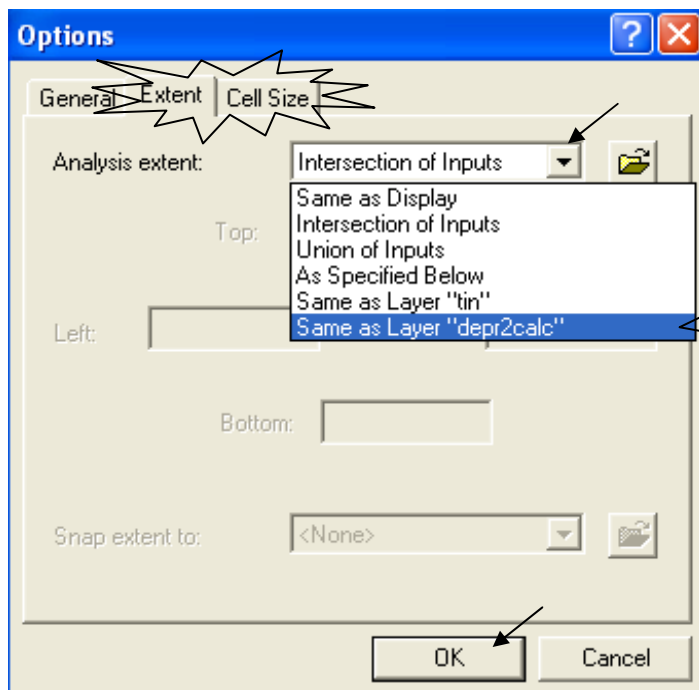 Options
General Extent Cell Size
Analysis extent: Intersection of Inputs
Same as Display
Intersection of Inputs
Union of Inputs
As Specified Below
Same as Layer "tin"
Same as Layer "depr2calc"
Top:
Left:
Bottom:
Snap extent to: <None>
OK Cancel